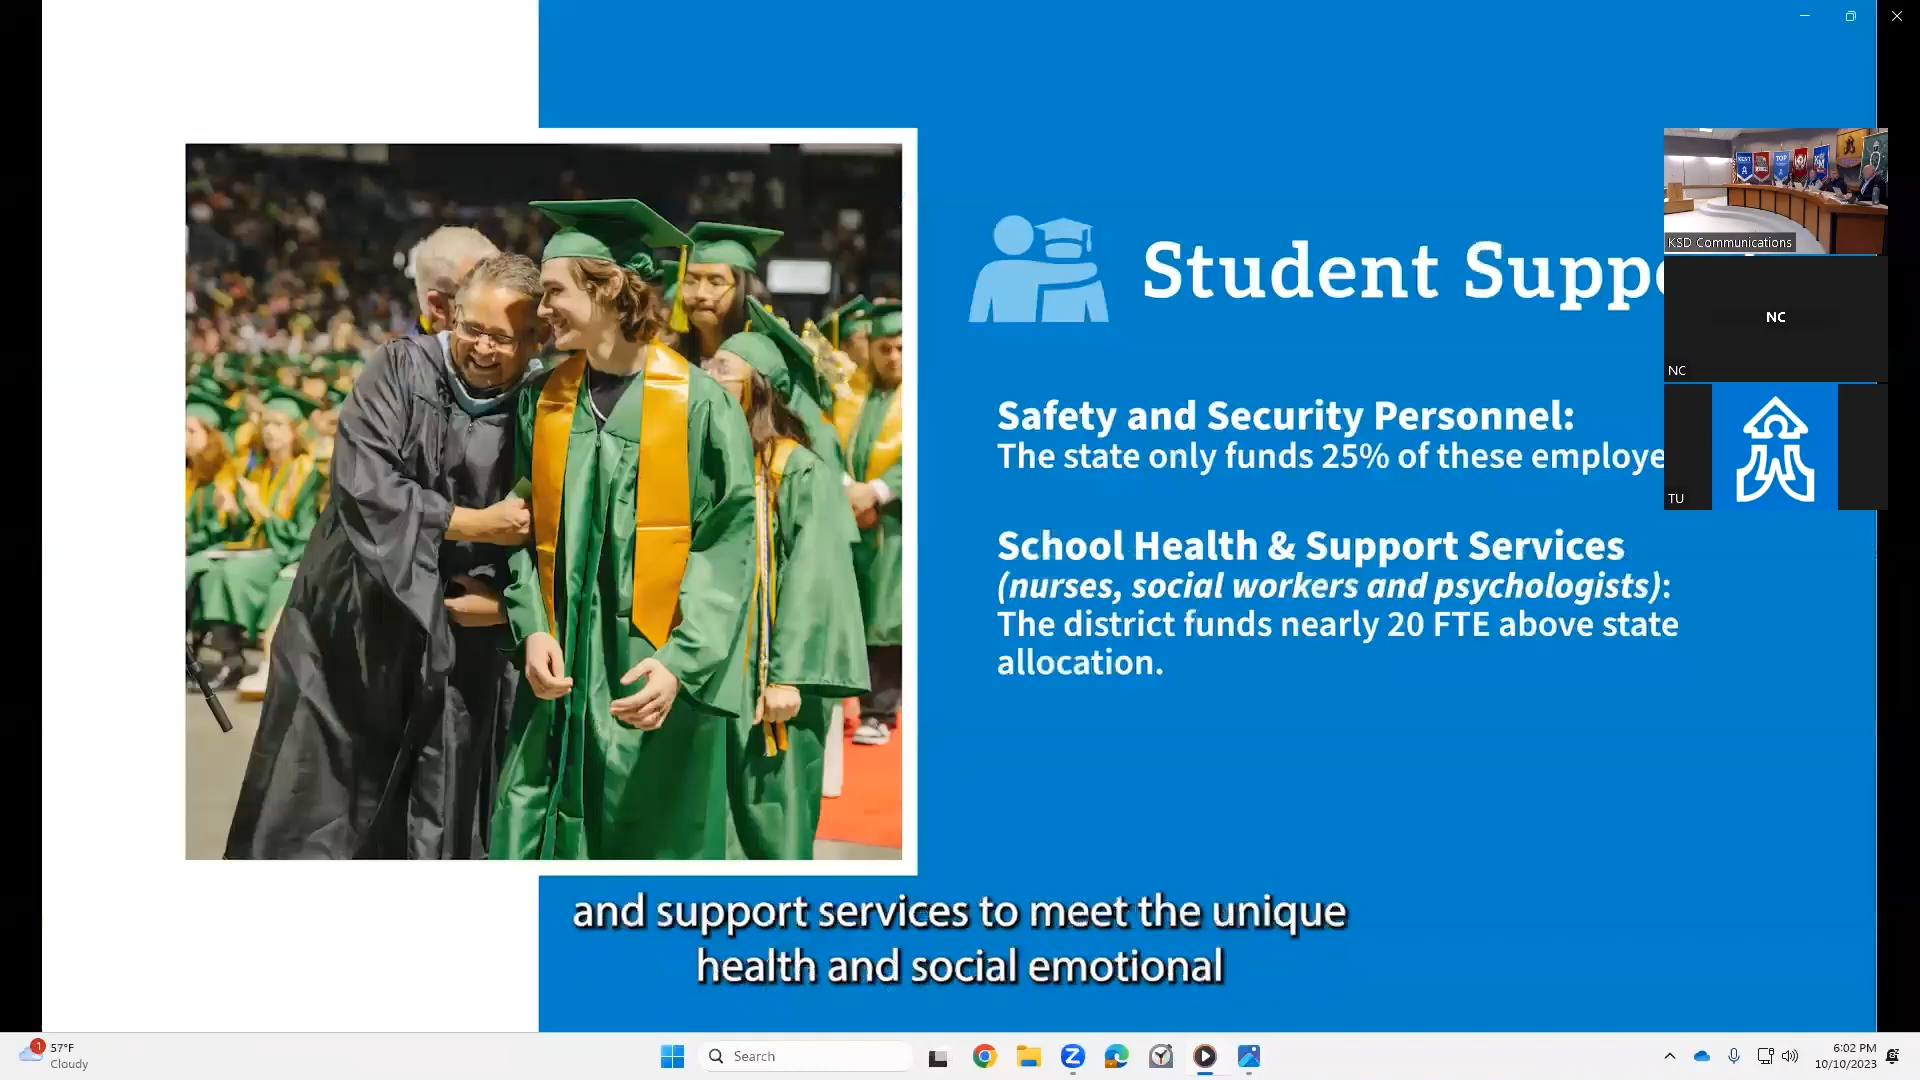 Student Suppo
Safety and Security Personnel:
The state only funds 25% of these employe
School Health & Support Services
(nurses, social workers and psychologists):
The district funds nearly 20 FTE above state
allocation.
KSD Communications
NC
NC
TU
and support services to meet the unique
health and social emotional
1
57°F
Cloudy
Search
6:02 PM
10/10/2023